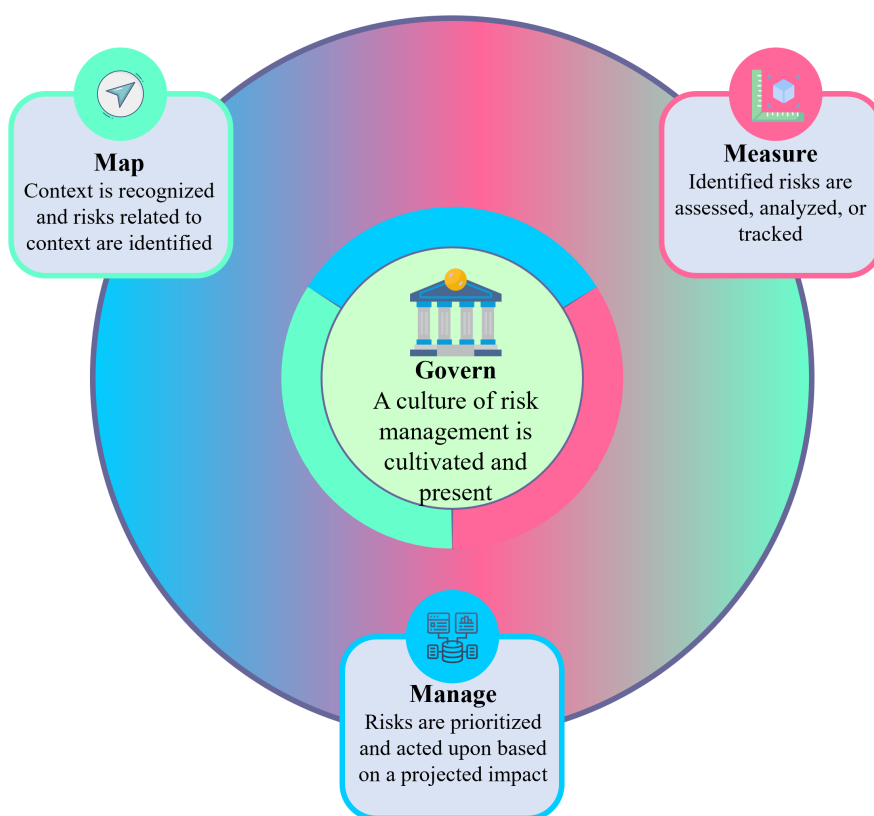 Map
Context is recognized
and risks related to
context are identified
Measure
Identified risks are
assessed, analyzed, or
tracked
Govern
A culture of risk
management is
cultivated and
present
Manage
Risks are prioritized
and acted upon based
on a projected impact